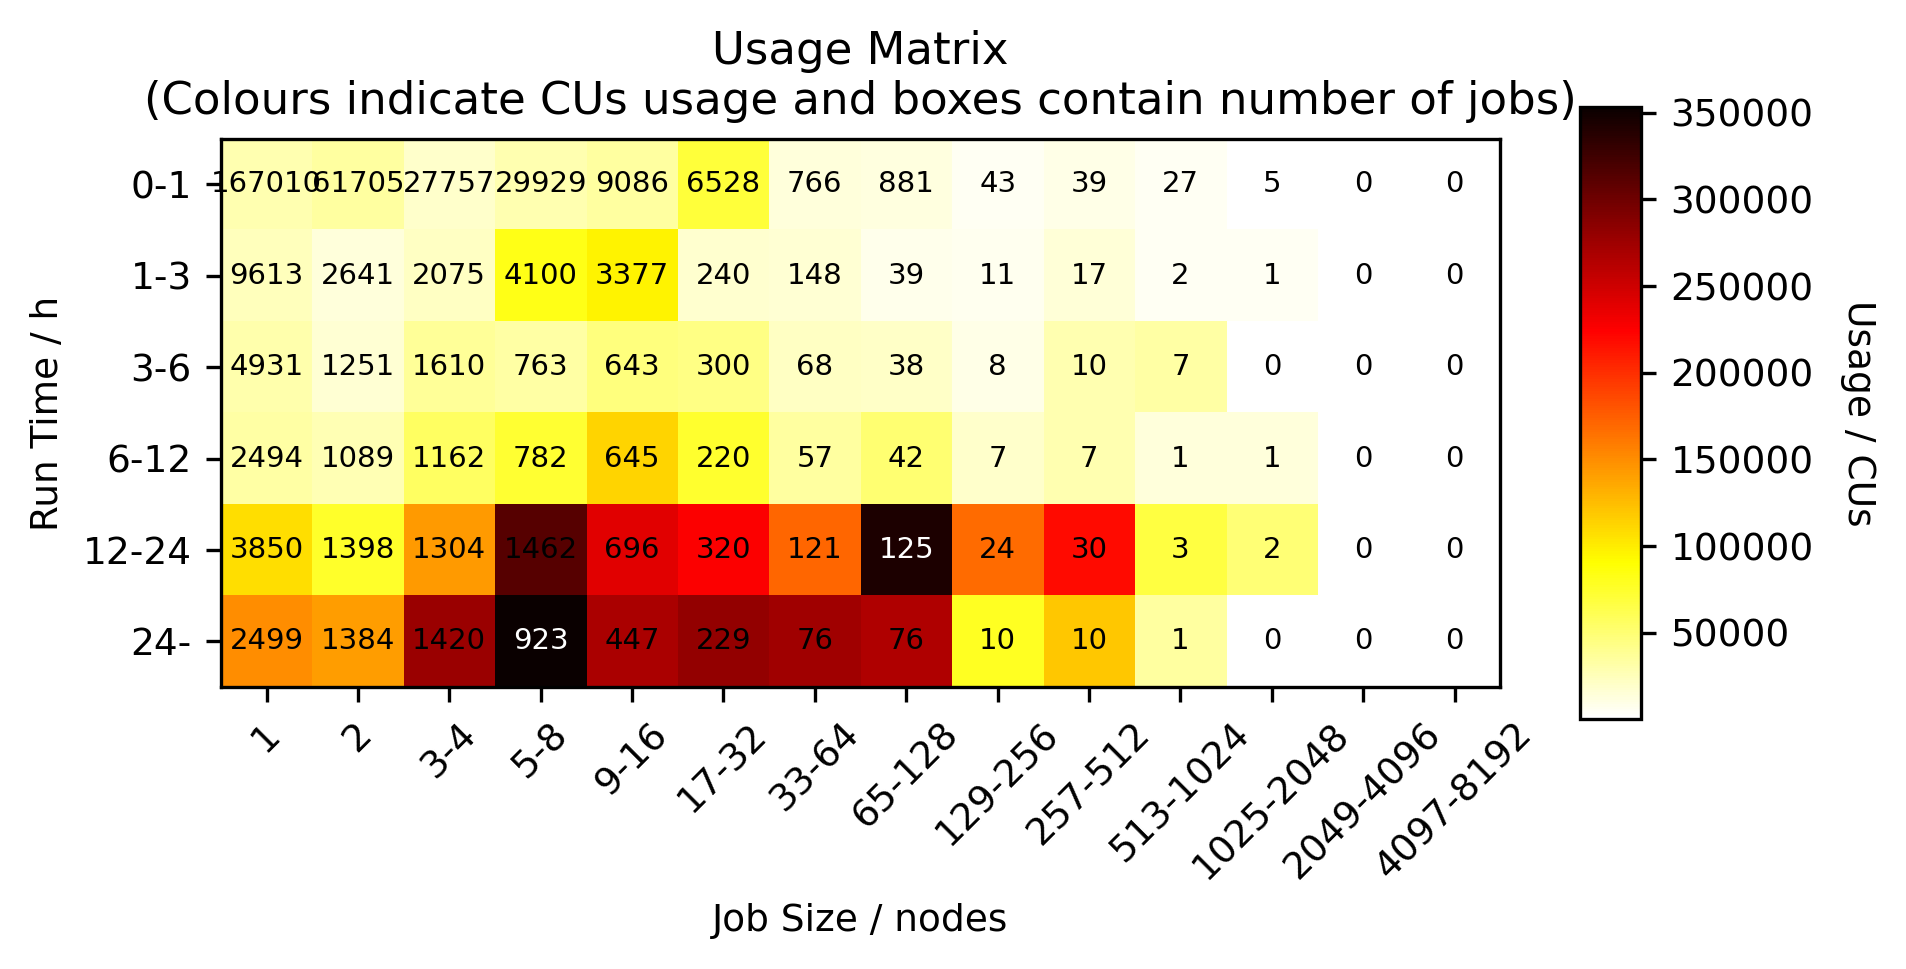 Usage Matrix
(Colours indicate CUs usage and boxes contain number of jobs)
0-1 167010 61705 27757 29929 9086 6528 766 881 43 39 27 5 0 0
1-3 9613 2641 2075 4100 3377 240 148 39 11 17 2 1 0 0
3-6 4931 1251 1610 763 643 300 68 38 8 10 7 0 0 0
6-12 2494 1089 1162 782 645 220 57 42 7 7 1 1 0 0
12-24 3850 1398 1304 1462 696 320 121 125 24 30 3 2 0 0
24- 2499 1384 1420 923 447 229 76 76 10 10 1 0 0 0
Run Time / h
1 2 3-4 5-8 9-16 17-32 33-64 65-128 129-256 257-512 513-1024 1025-2048 2049-4096 4097-8192
Job Size / nodes
350000
300000
250000
200000
150000
100000
50000
Usage / CUs